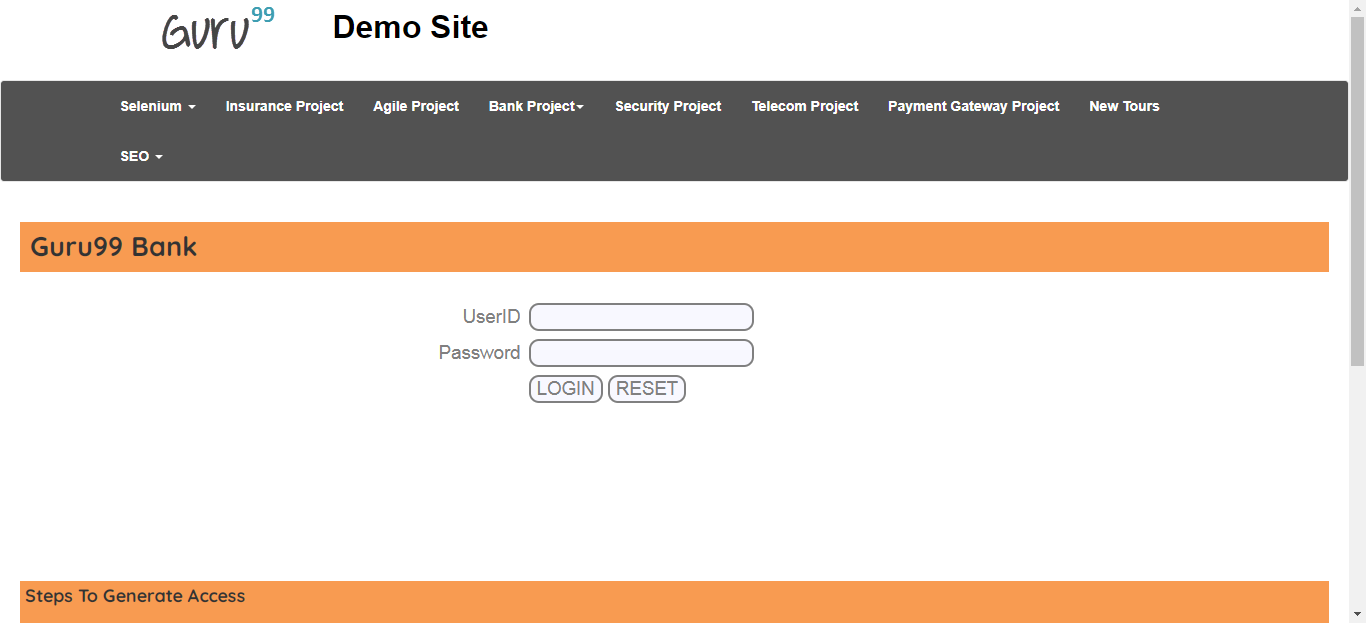 Guru99 Demo Site
Selenium Insurance Project Agile Project Bank Project Security Project Telecom Project Payment Gateway Project New Tours
SEO
Guru99 Bank
UserID
Password
LOGIN RESET
Steps To Generate Access